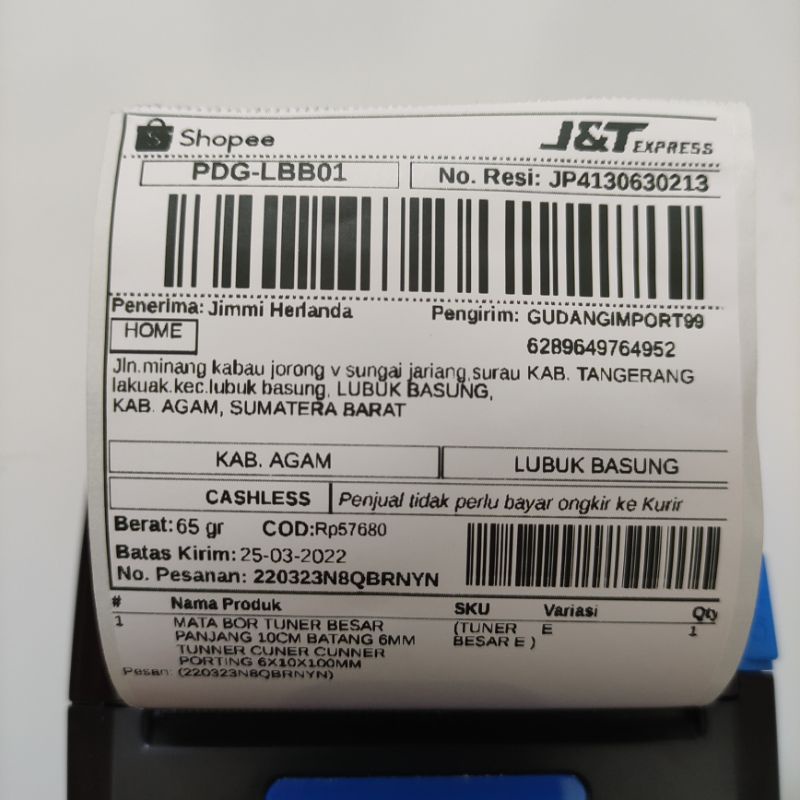 Shopee
J&T EXPRESS
PDG-LBB01
No. Resi: JP4130630213
Penerima: Jimmi Herlanda
Pengirim: GUDANGIMPORT99
HOME
6289649764952
Jln.minang kabau jorong v sungai jariang,surau
KAB. TANGERANG
lakuak.kec.lubuk basung, LUBUK BASUNG,
KAB. AGAM, SUMATERA BARAT
KAB. AGAM
LUBUK BASUNG
CASHLESS
Penjual tidak perlu bayar ongkir ke Kurir
Berat: 65 gr
COD:Rp57680
Batas Kirim: 25-03-2022
No. Pesanan: 220323N8QBRNYN
# Nama Produk SKU Variasi Qty
1 MATA BOR TUNER BESAR (TUNER E 1
PANJANG 10CM BATANG 6MM BESAR E )
TUNNER CUNER CUNNER
PORTING 6X10X100MM
Pesan: (220323N8QBRNYN)